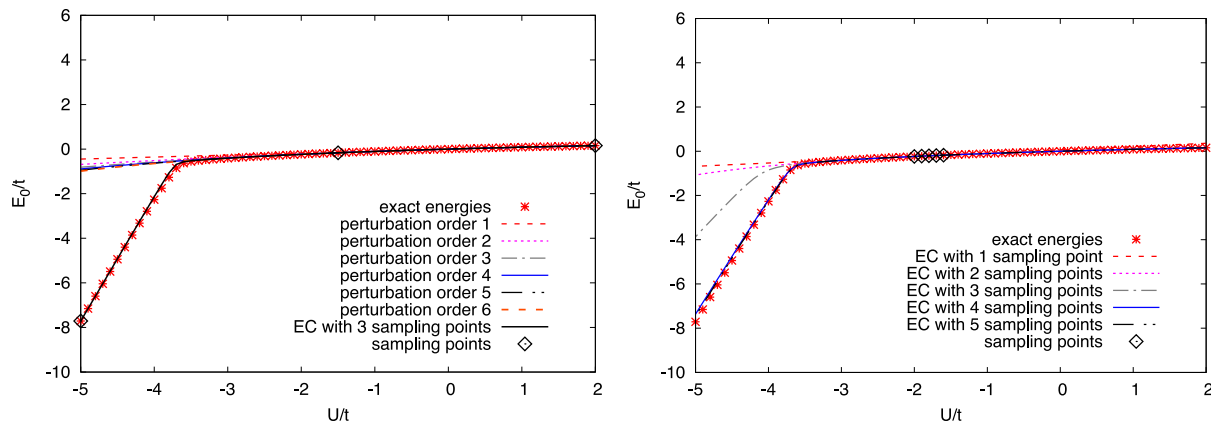 6
4
2
0
-2
-4
-6
-8
-10
E₀/t
exact energies
perturbation order 1
perturbation order 2
perturbation order 3
perturbation order 4
perturbation order 5
perturbation order 6
EC with 3 sampling points
sampling points
-5 -4 -3 -2 -1 0 1 2
U/t
6
4
2
0
-2
-4
-6
-8
-10
E₀/t
exact energies
EC with 1 sampling point
EC with 2 sampling points
EC with 3 sampling points
EC with 4 sampling points
EC with 5 sampling points
sampling points
-5 -4 -3 -2 -1 0 1 2
U/t